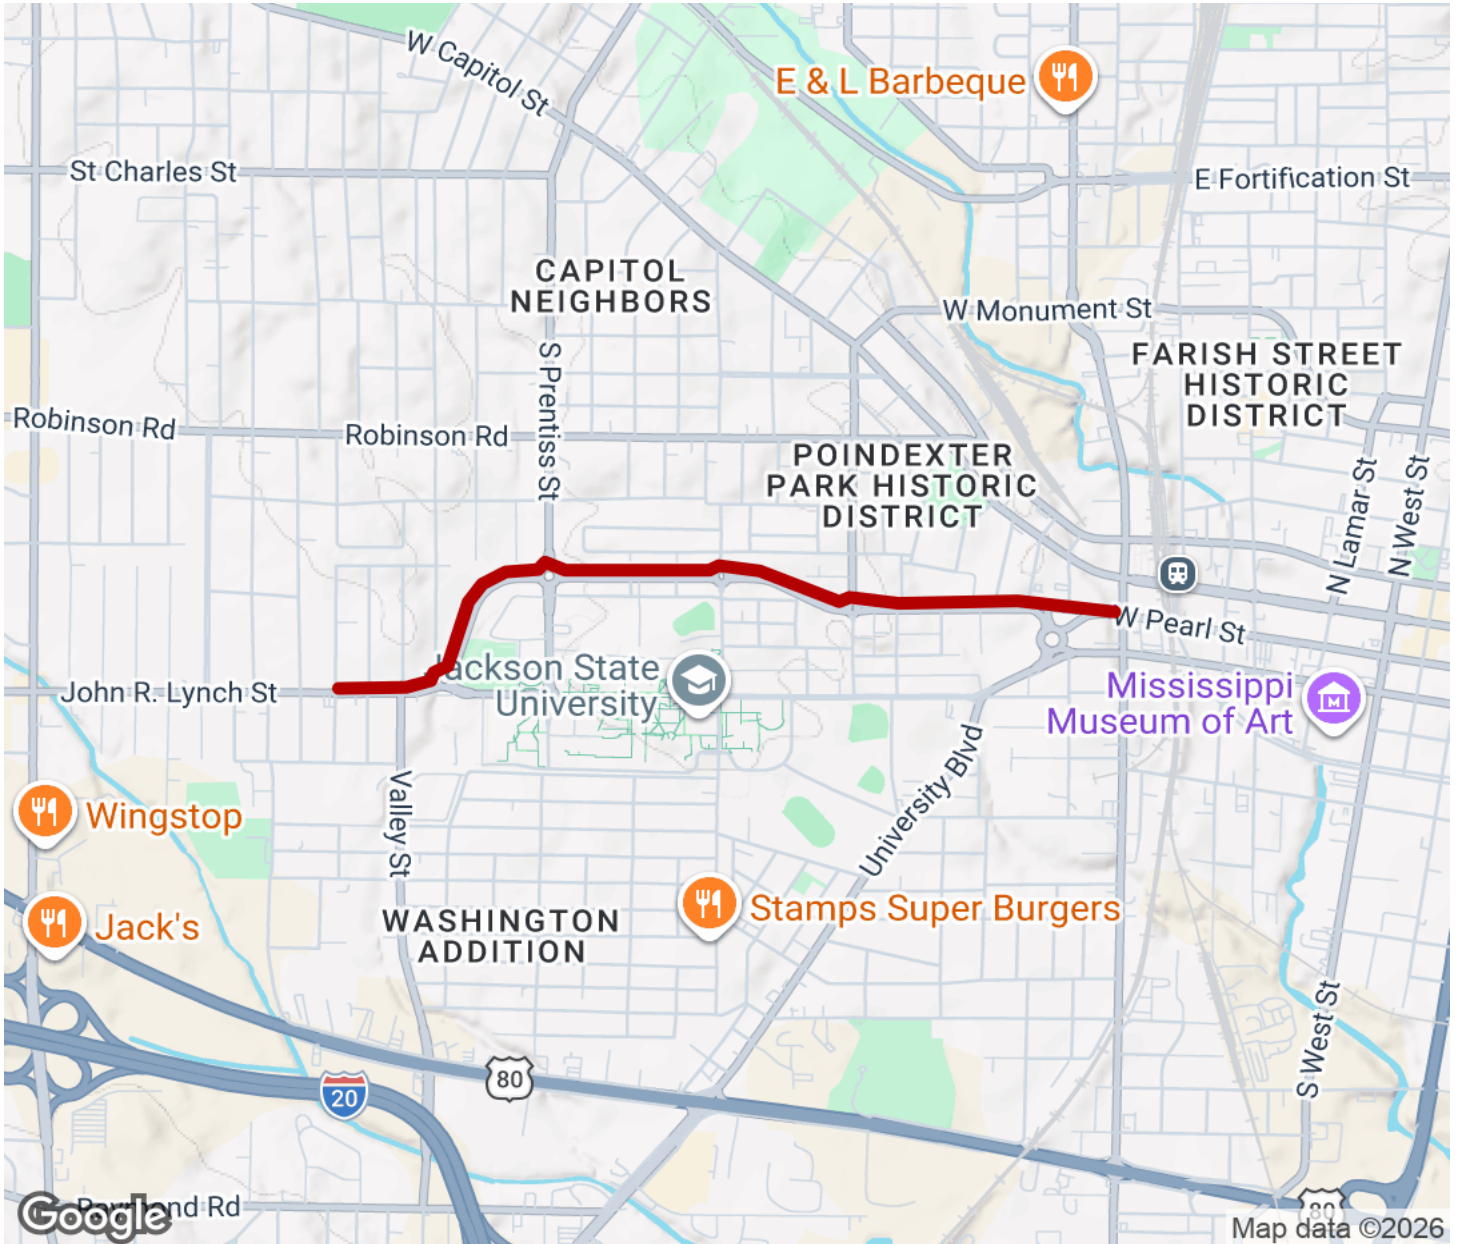 W Capitol St
E & L Barbeque
St Charles St
E Fortification St
CAPITOL
NEIGHBORS
W Monument St
FARISH STREET
HISTORIC
DISTRICT
S Prentiss St
Robinson Rd
Robinson Rd
POINDEXTER
PARK HISTORIC
DISTRICT
N Lamar St
N West St
W Pearl St
Jackson State
University
John R. Lynch St
Mississippi
Museum of Art
M
University Blvd
Valley St
Wingstop
Jack's
Stamps Super Burgers
WASHINGTON
ADDITION
S West St
80
20
80
Raymond Rd
Google
Map data ©2026